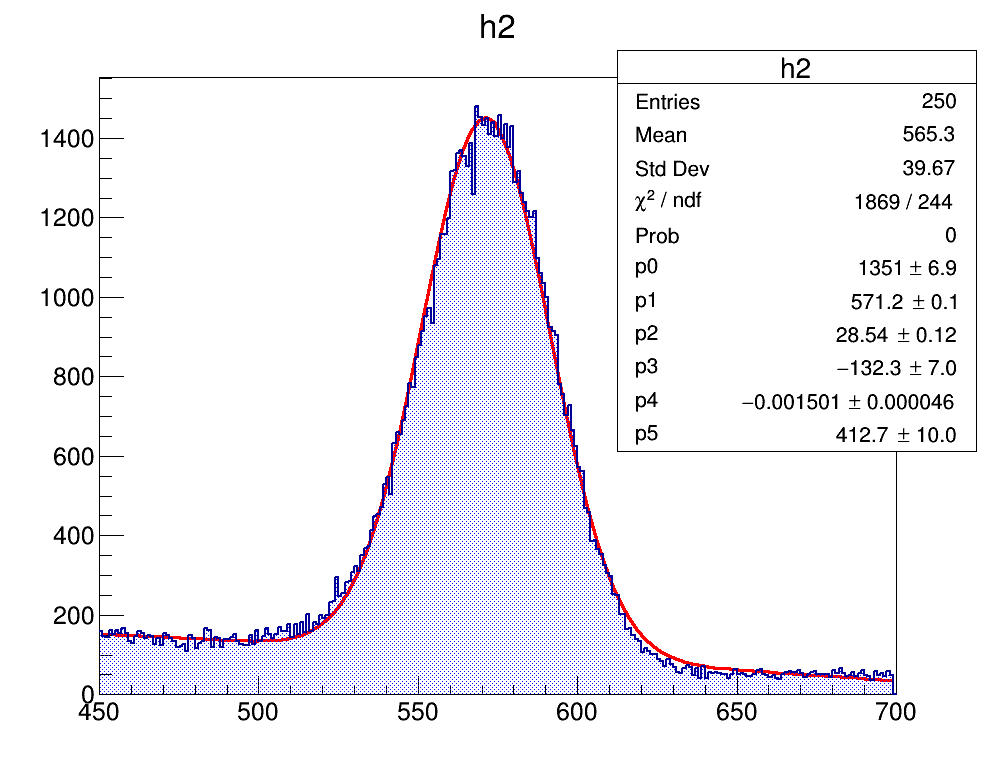 h2
h2
Entries 250
Mean 565.3
Std Dev 39.67
χ² / ndf 1869 / 244
Prob 0
p0 1351 ± 6.9
p1 571.2 ± 0.1
p2 28.54 ± 0.12
p3 −132.3 ± 7.0
p4 −0.001501 ± 0.000046
p5 412.7 ± 10.0
1400
1200
1000
800
600
400
200
0
450 500 550 600 650 700